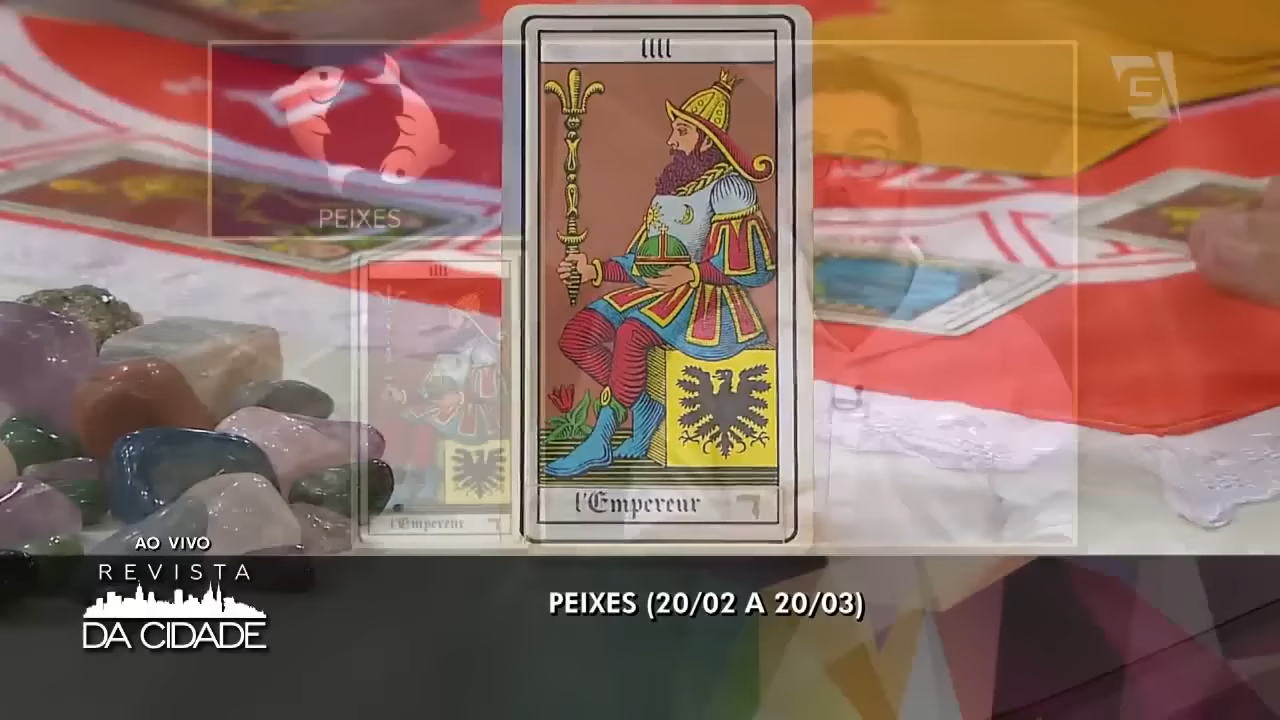 IIII
PEIXES
IIII
l'Empereur
l'Empereur
AO VIVO
REVISTA
DA CIDADE
PEIXES (20/02 A 20/03)
G